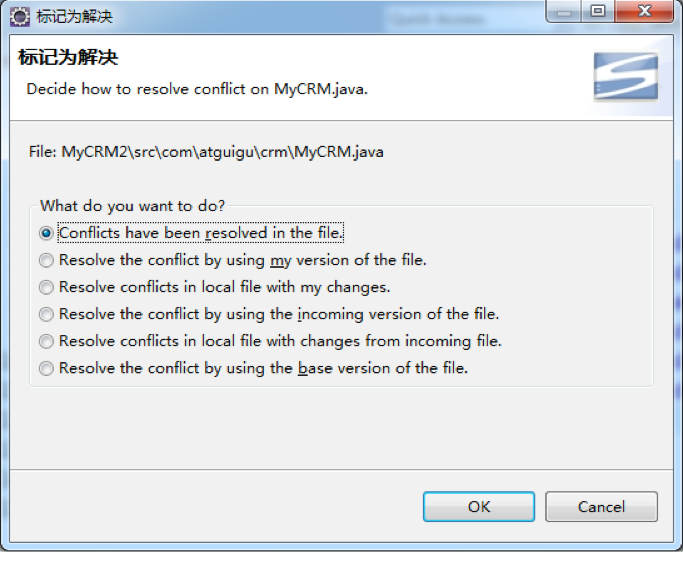 标记为解决
Quick Access
标记为解决
Decide how to resolve conflict on MyCRM.java.
File: MyCRM2\src\com\atguigu\crm\MyCRM.java
What do you want to do?
Conflicts have been resolved in the file.
Resolve the conflict by using my version of the file.
Resolve conflicts in local file with my changes.
Resolve the conflict by using the incoming version of the file.
Resolve conflicts in local file with changes from incoming file.
Resolve the conflict by using the base version of the file.
OK
Cancel